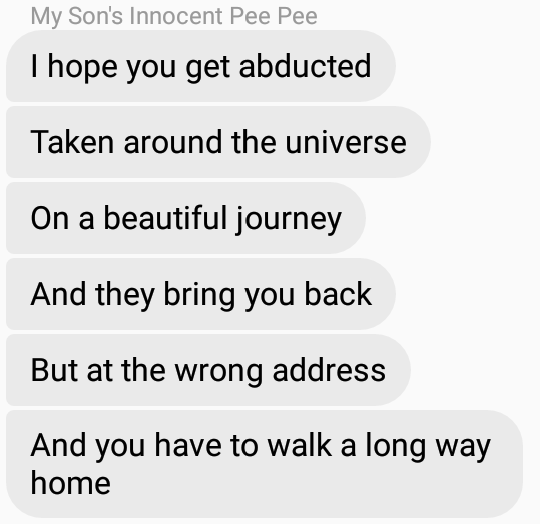 My Son's Innocent Pee Pee
I hope you get abducted
Taken around the universe
On a beautiful journey
And they bring you back
But at the wrong address
And you have to walk a long way
home